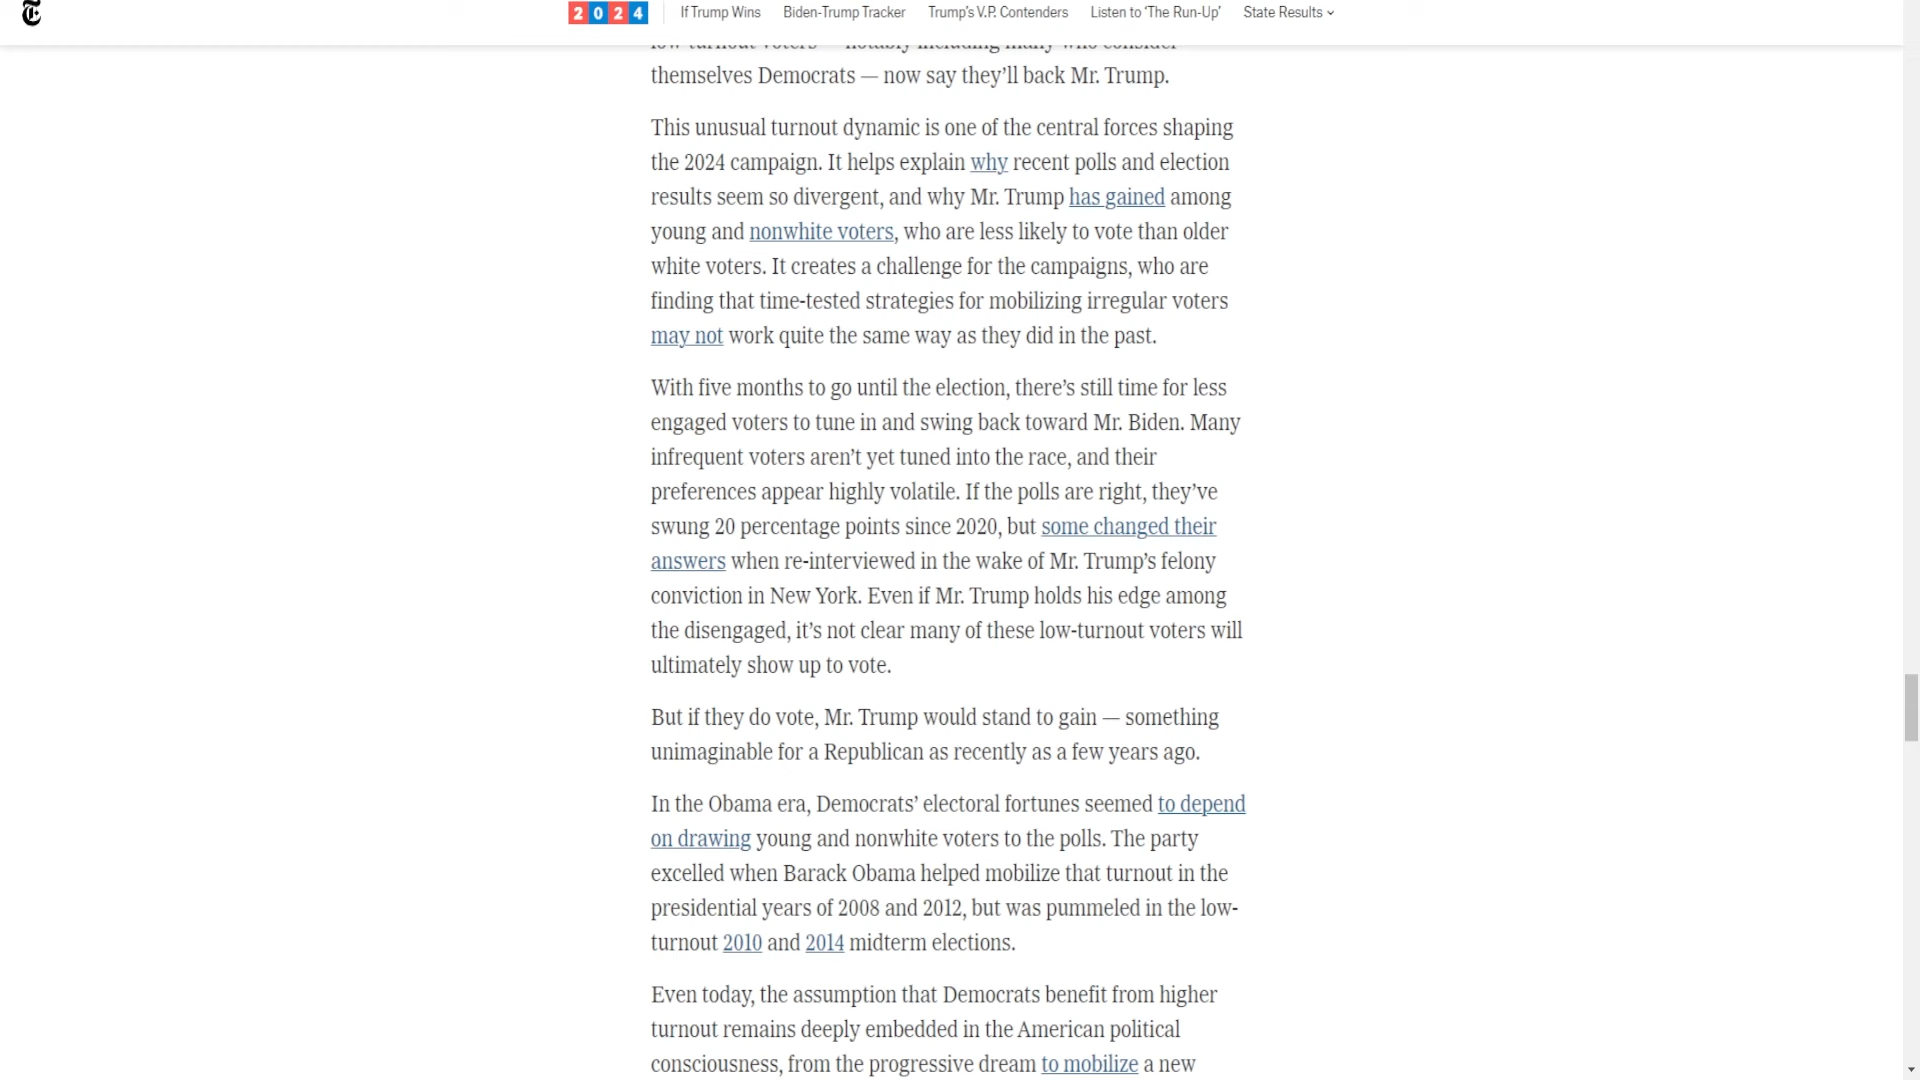 T
2024
If Trump Wins
Biden-Trump Tracker
Trump's V.P. Contenders
Listen to ‘The Run-Up’
State Results
low-turnout voters — notably including many who consider
themselves Democrats — now say they’ll back Mr. Trump.
This unusual turnout dynamic is one of the central forces shaping
the 2024 campaign. It helps explain why recent polls and election
results seem so divergent, and why Mr. Trump has gained among
young and nonwhite voters, who are less likely to vote than older
white voters. It creates a challenge for the campaigns, who are
finding that time-tested strategies for mobilizing irregular voters
may not work quite the same way as they did in the past.
With five months to go until the election, there’s still time for less
engaged voters to tune in and swing back toward Mr. Biden. Many
infrequent voters aren’t yet tuned into the race, and their
preferences appear highly volatile. If the polls are right, they’ve
swung 20 percentage points since 2020, but some changed their
answers when re-interviewed in the wake of Mr. Trump’s felony
conviction in New York. Even if Mr. Trump holds his edge among
the disengaged, it’s not clear many of these low-turnout voters will
ultimately show up to vote.
But if they do vote, Mr. Trump would stand to gain — something
unimaginable for a Republican as recently as a few years ago.
In the Obama era, Democrats’ electoral fortunes seemed to depend
on drawing young and nonwhite voters to the polls. The party
excelled when Barack Obama helped mobilize that turnout in the
presidential years of 2008 and 2012, but was pummeled in the low-
turnout 2010 and 2014 midterm elections.
Even today, the assumption that Democrats benefit from higher
turnout remains deeply embedded in the American political
consciousness, from the progressive dream to mobilize a new